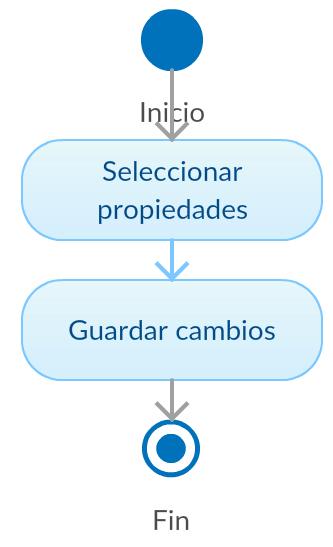 Inicio
Seleccionar
propiedades
Guardar cambios
Fin